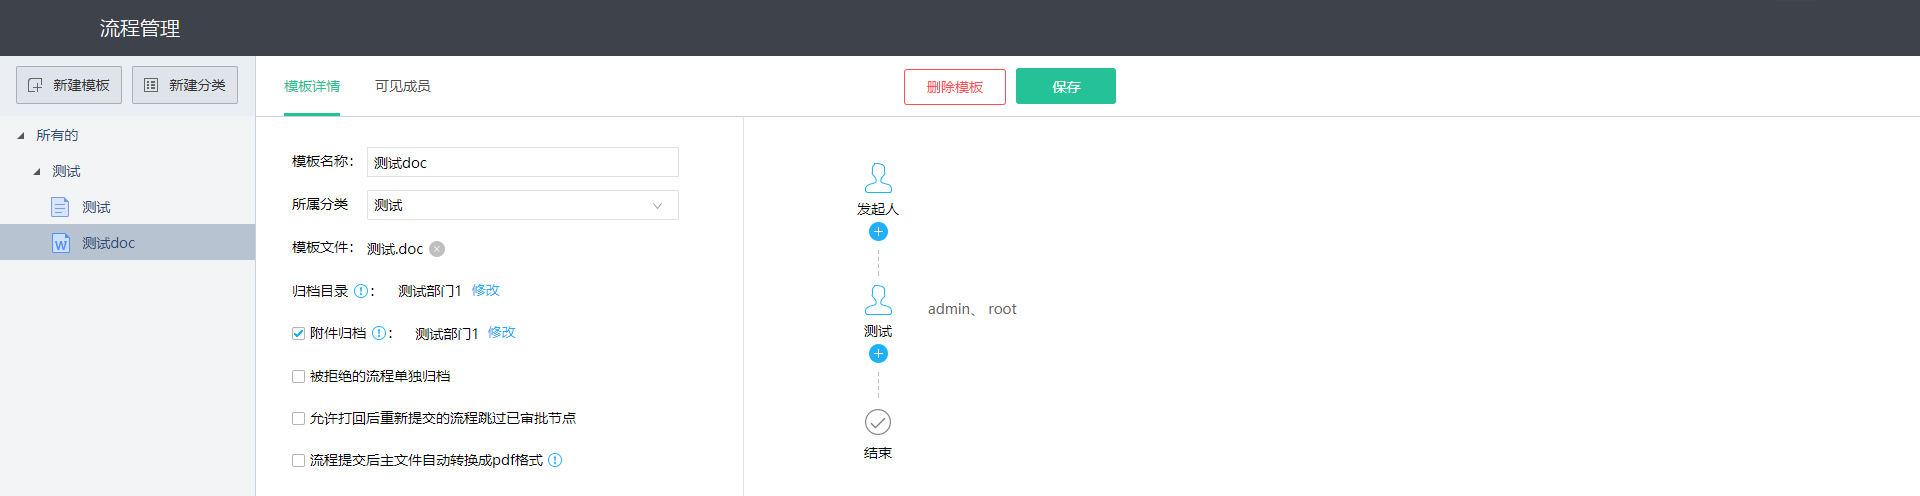 流程管理
新建模板 新建分类
所有的
测试
测试
测试doc
模板详情 可见成员 删除模板 保存
模板名称： 测试doc
所属分类 测试
模板文件： 测试.doc
归档目录 ： 测试部门1 修改
附件归档 ： 测试部门1 修改
被拒绝的流程单独归档
允许打回后重新提交的流程跳过已审批节点
流程提交后主文件自动转换成pdf格式
发起人
测试
admin、 root
结束